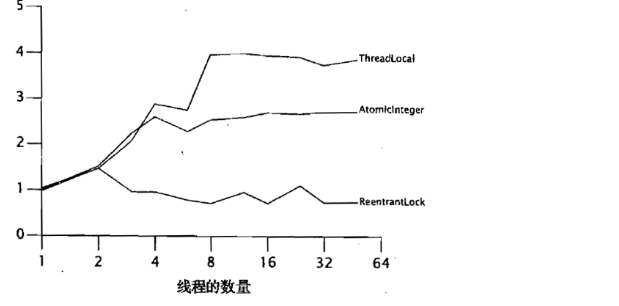 5
4
ThreadLocal
3
AtomicInteger
2
1
ReentrantLock
0
1 2 4 8 16 32 64
线程的数量